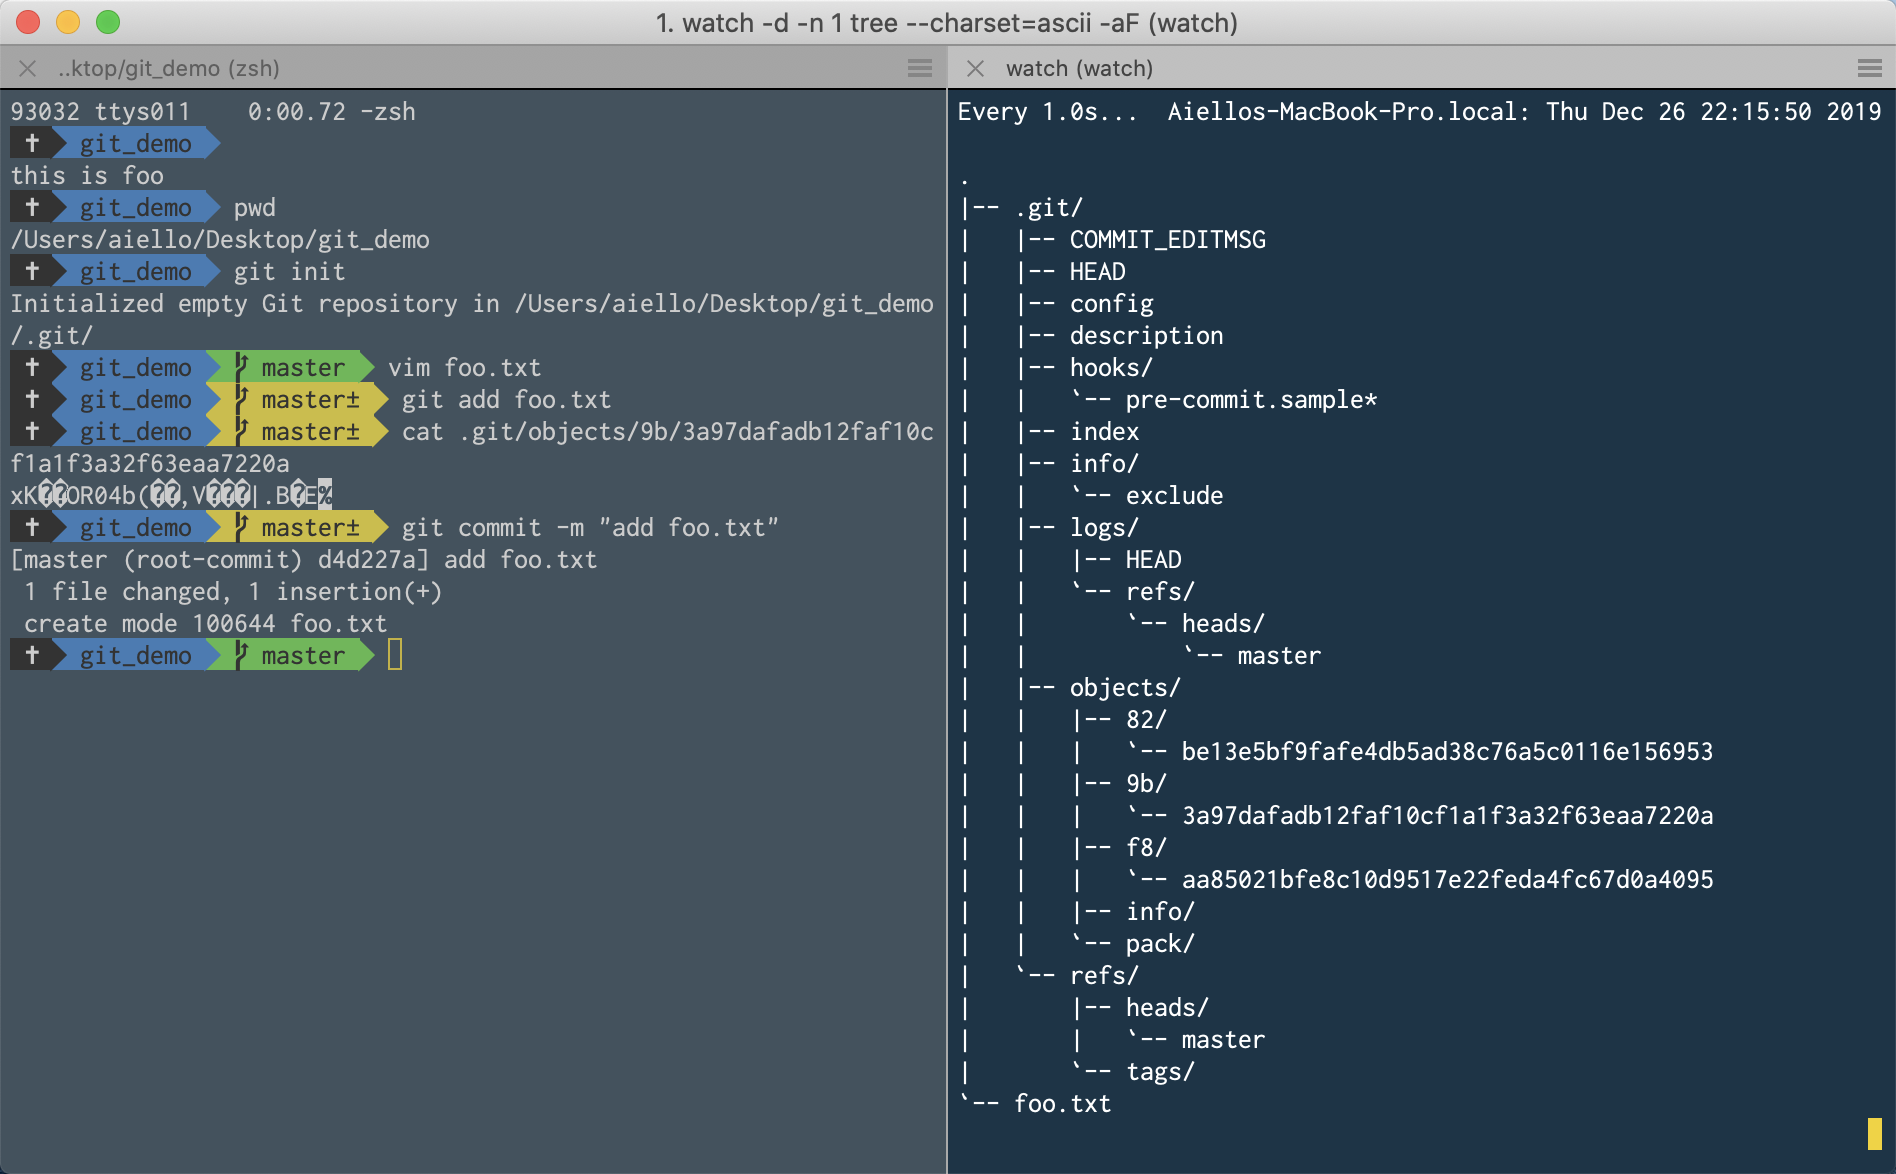 1. watch -d -n 1 tree --charset=ascii -aF (watch)
..ktop/git_demo (zsh)
93032 ttys011    0:00.72 -zsh
✝ git_demo
this is foo
✝ git_demo pwd
/Users/aiello/Desktop/git_demo
✝ git_demo git init
Initialized empty Git repository in /Users/aiello/Desktop/git_demo
/.git/
✝ git_demo master vim foo.txt
✝ git_demo master± git add foo.txt
✝ git_demo master± cat .git/objects/9b/3a97dafadb12faf10c
f1a1f3a32f63eaa7220a
xK��OR04b(��,V���|.B�E%
✝ git_demo master± git commit -m "add foo.txt"
[master (root-commit) d4d227a] add foo.txt
 1 file changed, 1 insertion(+)
 create mode 100644 foo.txt
✝ git_demo master
watch (watch)
Every 1.0s...  Aiellos-MacBook-Pro.local: Thu Dec 26 22:15:50 2019
.
|-- .git/
|   |-- COMMIT_EDITMSG
|   |-- HEAD
|   |-- config
|   |-- description
|   |-- hooks/
|   |   `-- pre-commit.sample*
|   |-- index
|   |-- info/
|   |   `-- exclude
|   |-- logs/
|   |   |-- HEAD
|   |   `-- refs/
|   |       `-- heads/
|   |           `-- master
|   |-- objects/
|   |   |-- 82/
|   |   |   `-- be13e5bf9fafe4db5ad38c76a5c0116e156953
|   |   |-- 9b/
|   |   |   `-- 3a97dafadb12faf10cf1a1f3a32f63eaa7220a
|   |   |-- f8/
|   |   |   `-- aa85021bfe8c10d9517e22feda4fc67d0a4095
|   |   |-- info/
|   |   `-- pack/
|   `-- refs/
|       |-- heads/
|       |   `-- master
|       `-- tags/
`-- foo.txt